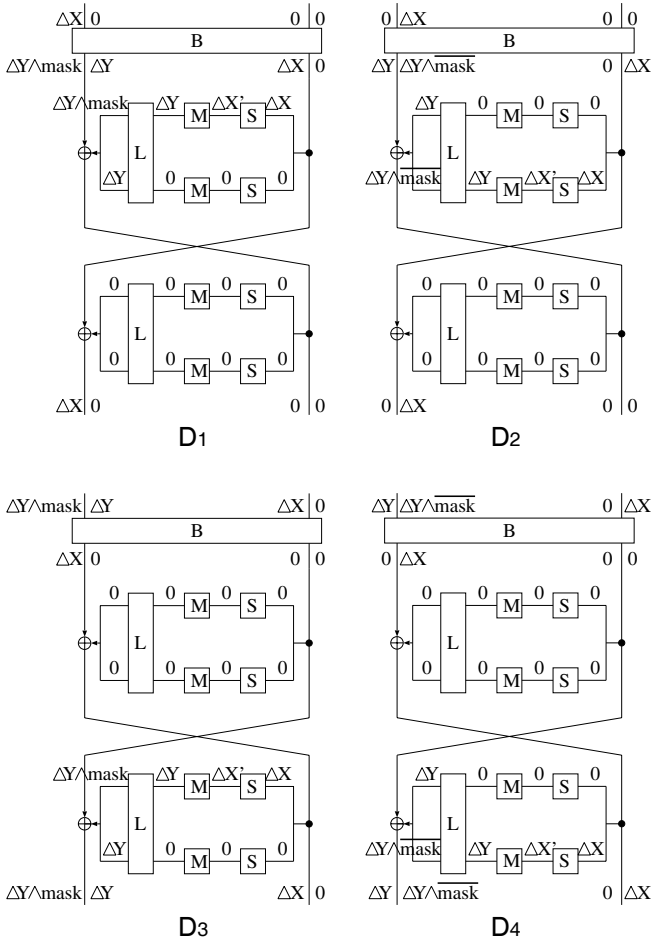 △X 0 0 0 0 △X 0 0
B B
△Y∧mask △Y △X 0 △Y △Y∧mask 0 △X
△Y∧mask △Y △X' △X △Y 0 0 0
M S M S
L L
△Y 0 0 0 △Y∧mask △Y △X' △X
M S M S
0 0 0 0 0 0 0 0
M S M S
L L
0 0 0 0 0 0 0 0
M S M S
△X 0 0 0 0 △X 0 0
D1 D2
△Y∧mask △Y △X 0 △Y △Y∧mask 0 △X
B B
△X 0 0 0 0 △X 0 0
0 0 0 0 0 0 0 0
M S M S
L L
0 0 0 0 0 0 0 0
M S M S
△Y∧mask △Y △X' △X △Y 0 0 0
M S M S
L L
△Y 0 0 0 △Y∧mask △Y △X' △X
M S M S
△Y∧mask △Y △X 0 △Y △Y∧mask 0 △X
D3 D4